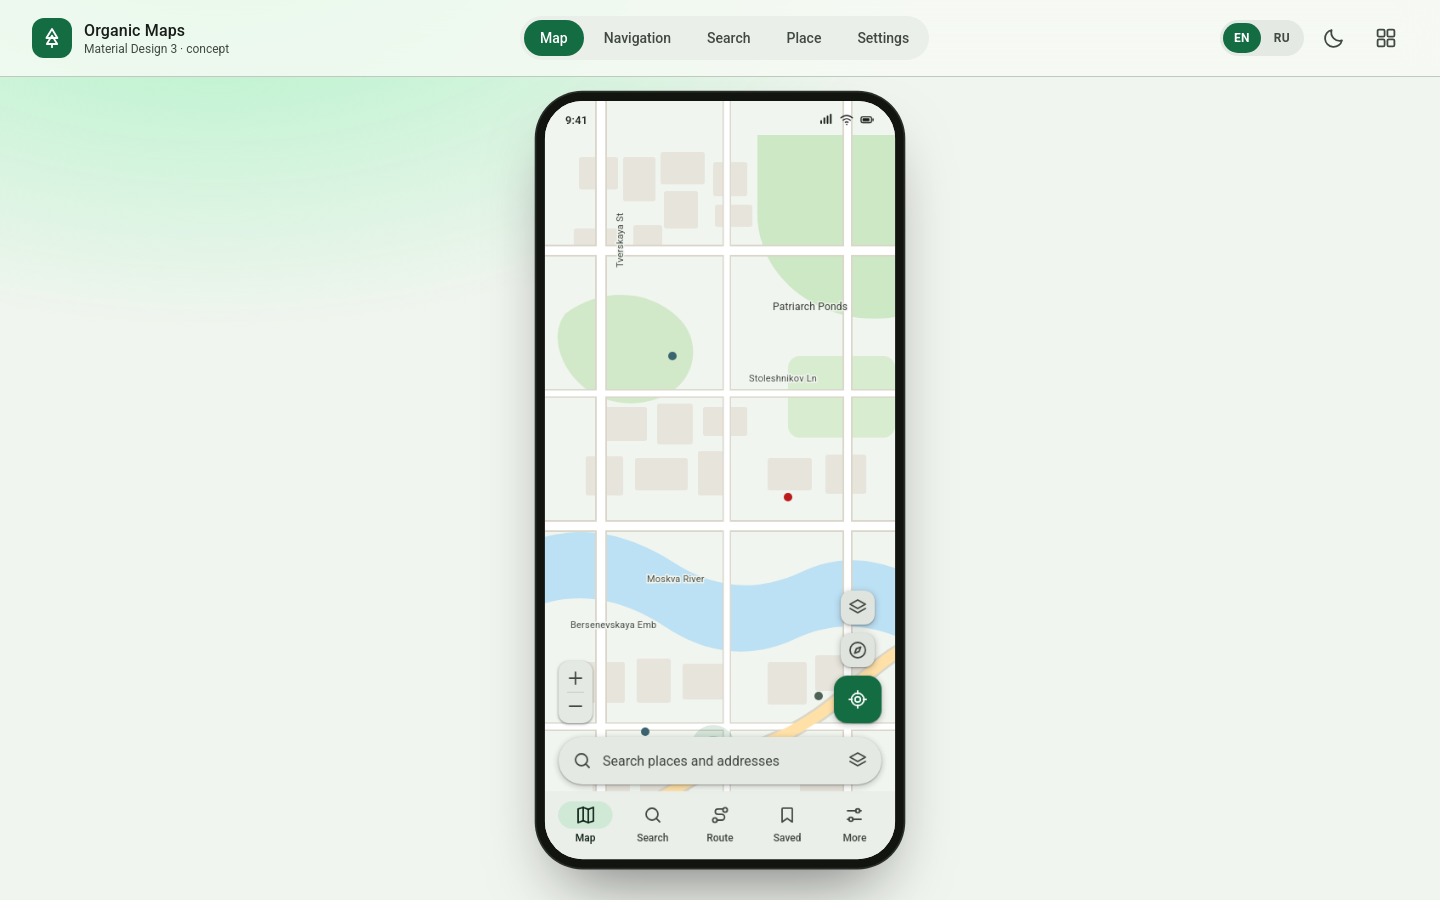 Organic Maps
Material Design 3 · concept
Map
Navigation
Search
Place
Settings
EN
RU
9:41
Tverskaya St
Patriarch Ponds
Stoleshnikov Ln
Moskva River
Bersenevskaya Emb
Search places and addresses
Map
Search
Route
Saved
More